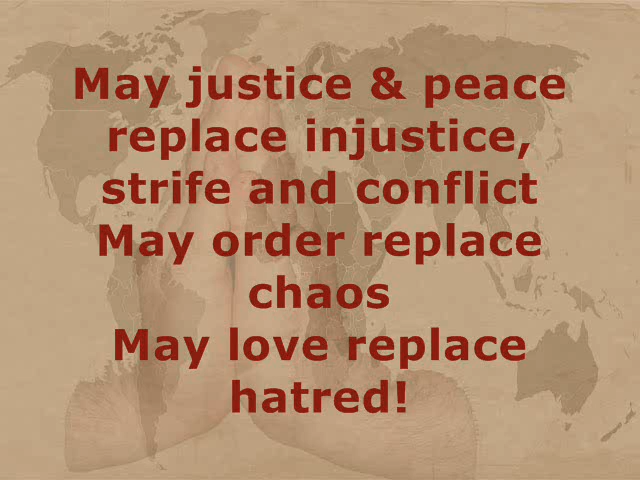 May justice & peace
replace injustice,
strife and conflict
May order replace
chaos
May love replace
hatred!